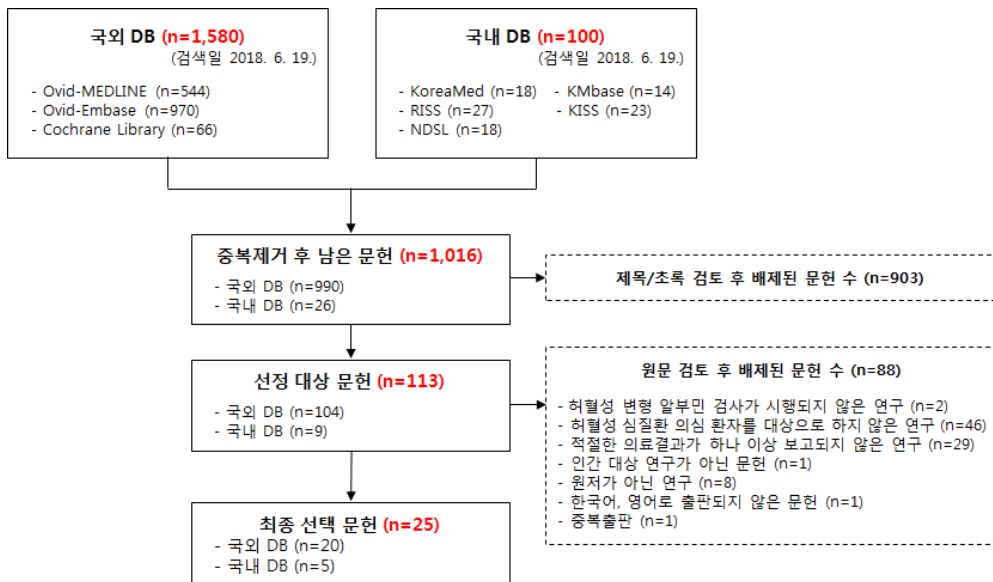 국외 DB (n=1,580)
(검색일 2018. 6. 19.)
- Ovid-MEDLINE (n=544)
- Ovid-Embase (n=970)
- Cochrane Library (n=66)
국내 DB (n=100)
(검색일 2018. 6. 19.)
- KoreaMed (n=18) - KMbase (n=14)
- RISS (n=27) - KISS (n=23)
- NDSL (n=18)
중복제거 후 남은 문헌 (n=1,016)
- 국외 DB (n=990)
- 국내 DB (n=26)
제목/초록 검토 후 배제된 문헌 수 (n=903)
선정 대상 문헌 (n=113)
- 국외 DB (n=104)
- 국내 DB (n=9)
원문 검토 후 배제된 문헌 수 (n=88)
- 허혈성 변형 알부민 검사가 시행되지 않은 연구 (n=2)
- 허혈성 심질환 의심 환자를 대상으로 하지 않은 연구 (n=46)
- 적절한 의료결과가 하나 이상 보고되지 않은 연구 (n=29)
- 인간 대상 연구가 아닌 문헌 (n=1)
- 원저가 아닌 연구 (n=8)
- 한국어, 영어로 출판되지 않은 문헌 (n=1)
- 중복출판 (n=1)
최종 선택 문헌 (n=25)
- 국외 DB (n=20)
- 국내 DB (n=5)